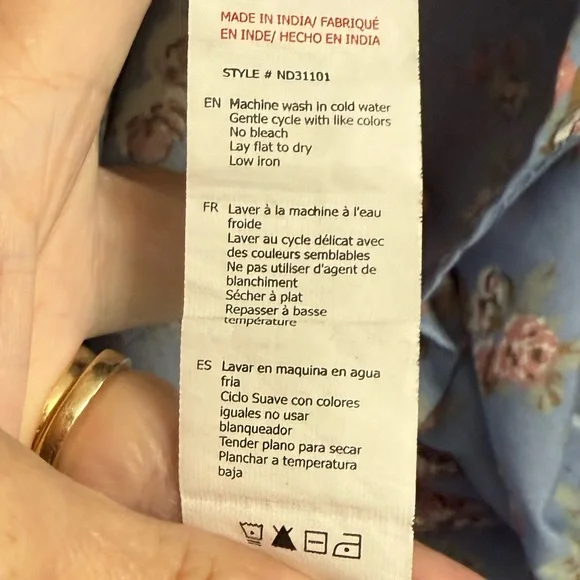 MADE IN INDIA/ FABRIQUÉ
EN INDE/ HECHO EN INDIA
STYLE # ND31101
EN Machine wash in cold water
Gentle cycle with like colors
No bleach
Lay flat to dry
Low iron
FR Laver à la machine à l'eau
froide
Laver au cycle délicat avec
des couleurs semblables
Ne pas utiliser d'agent de
blanchiment
Sécher à plat
Repasser à basse
température
ES Lavar en maquina en agua
fria
Ciclo Suave con colores
iguales no usar
blanqueador
Tender plano para secar
Planchar a temperatura
baja